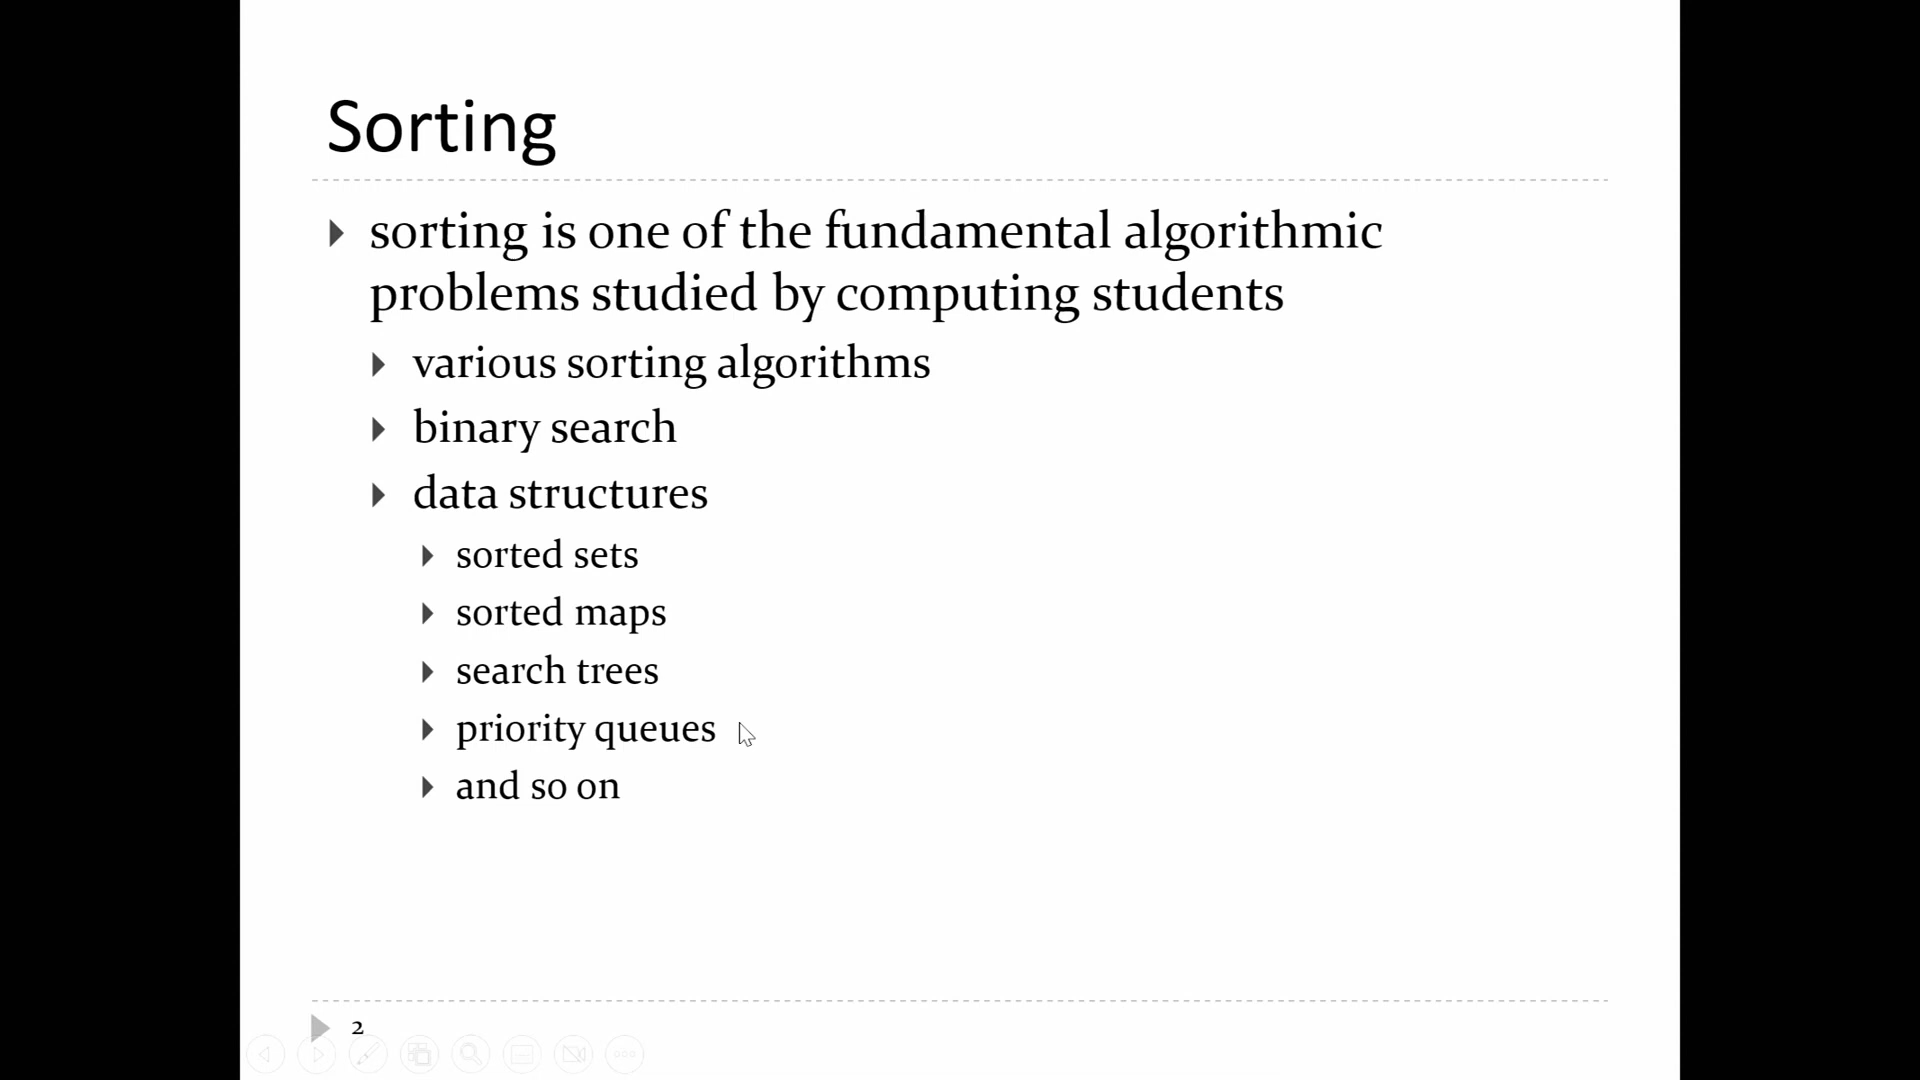 Sorting
sorting is one of the fundamental algorithmic
problems studied by computing students
various sorting algorithms
binary search
data structures
sorted sets
sorted maps
search trees
priority queues
and so on
2